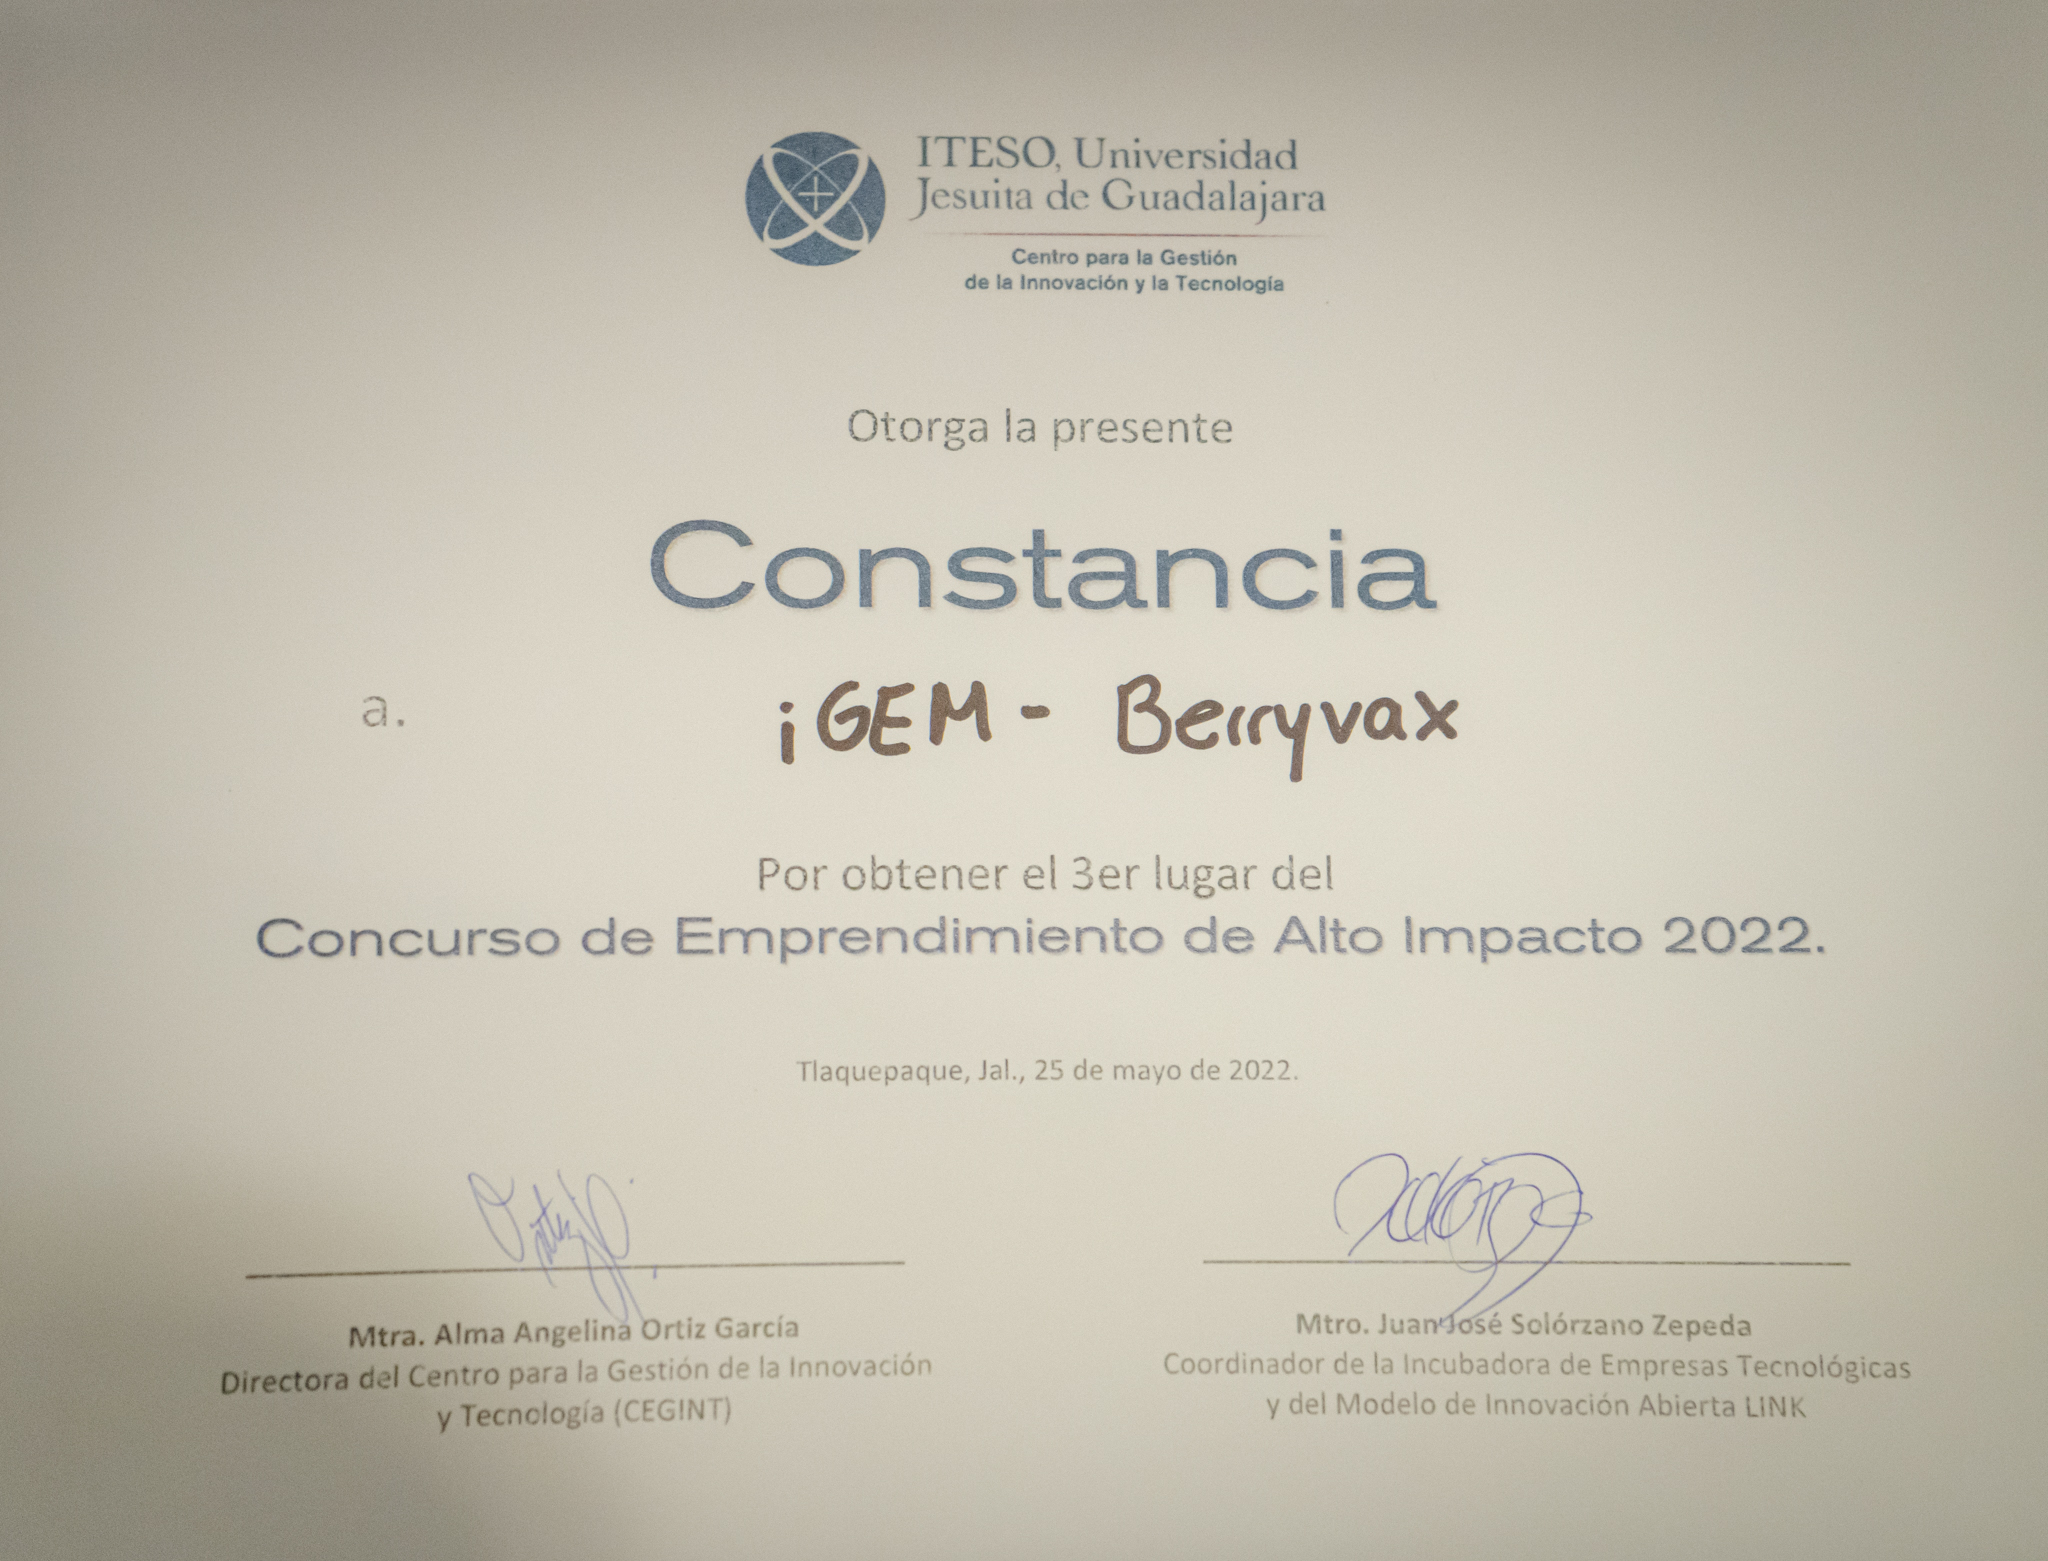 ITESO, Universidad
Jesuita de Guadalajara
Centro para la Gestión
de la Innovación y la Tecnología
Otorga la presente
Constancia
a. iGEM - Berryvax
Por obtener el 3er lugar del
Concurso de Emprendimiento de Alto Impacto 2022.
Tlaquepaque, Jal., 25 de mayo de 2022.
Mtra. Alma Angelina Ortiz García
Directora del Centro para la Gestión de la Innovación
y Tecnología (CEGINT)
Mtro. Juan José Solórzano Zepeda
Coordinador de la Incubadora de Empresas Tecnológicas
y del Modelo de Innovación Abierta LINK